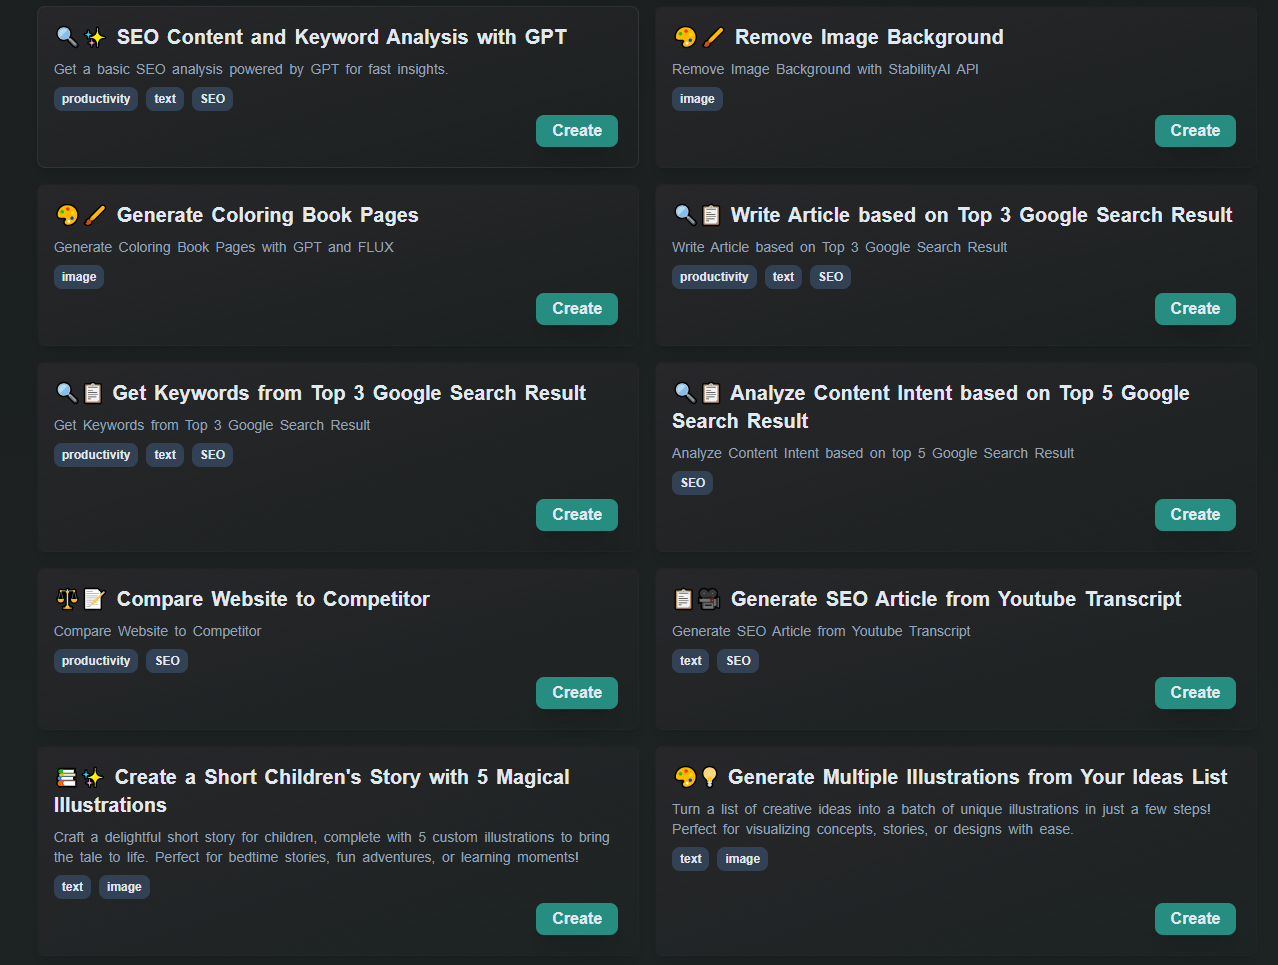 🔍✨ SEO Content and Keyword Analysis with GPT
Get a basic SEO analysis powered by GPT for fast insights.
productivity text SEO
Create
🎨🖌️ Remove Image Background
Remove Image Background with StabilityAI API
image
Create
🎨🖌️ Generate Coloring Book Pages
Generate Coloring Book Pages with GPT and FLUX
image
Create
🔍📋 Write Article based on Top 3 Google Search Result
Write Article based on Top 3 Google Search Result
productivity text SEO
Create
🔍📋 Get Keywords from Top 3 Google Search Result
Get Keywords from Top 3 Google Search Result
productivity text SEO
Create
🔍📋 Analyze Content Intent based on Top 5 Google
Search Result
Analyze Content Intent based on top 5 Google Search Result
SEO
Create
⚖️📝 Compare Website to Competitor
Compare Website to Competitor
productivity SEO
Create
📋🎥 Generate SEO Article from Youtube Transcript
Generate SEO Article from Youtube Transcript
text SEO
Create
📚✨ Create a Short Children's Story with 5 Magical
Illustrations
Craft a delightful short story for children, complete with 5 custom illustrations to bring
the tale to life. Perfect for bedtime stories, fun adventures, or learning moments!
text image
Create
🎨💡 Generate Multiple Illustrations from Your Ideas List
Turn a list of creative ideas into a batch of unique illustrations in just a few steps!
Perfect for visualizing concepts, stories, or designs with ease.
text image
Create